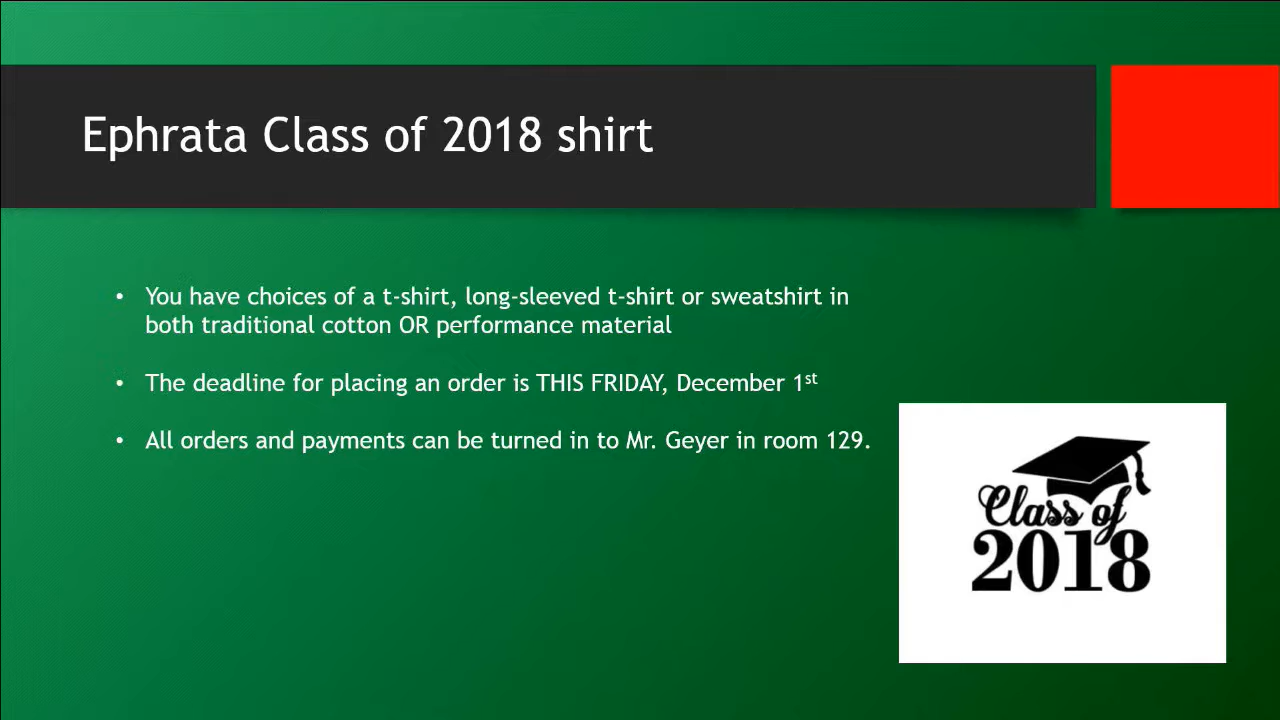 Ephrata Class of 2018 shirt
• You have choices of a t-shirt, long-sleeved t-shirt or sweatshirt in
both traditional cotton OR performance material
• The deadline for placing an order is THIS FRIDAY, December 1st
• All orders and payments can be turned in to Mr. Geyer in room 129.
Class of
2018